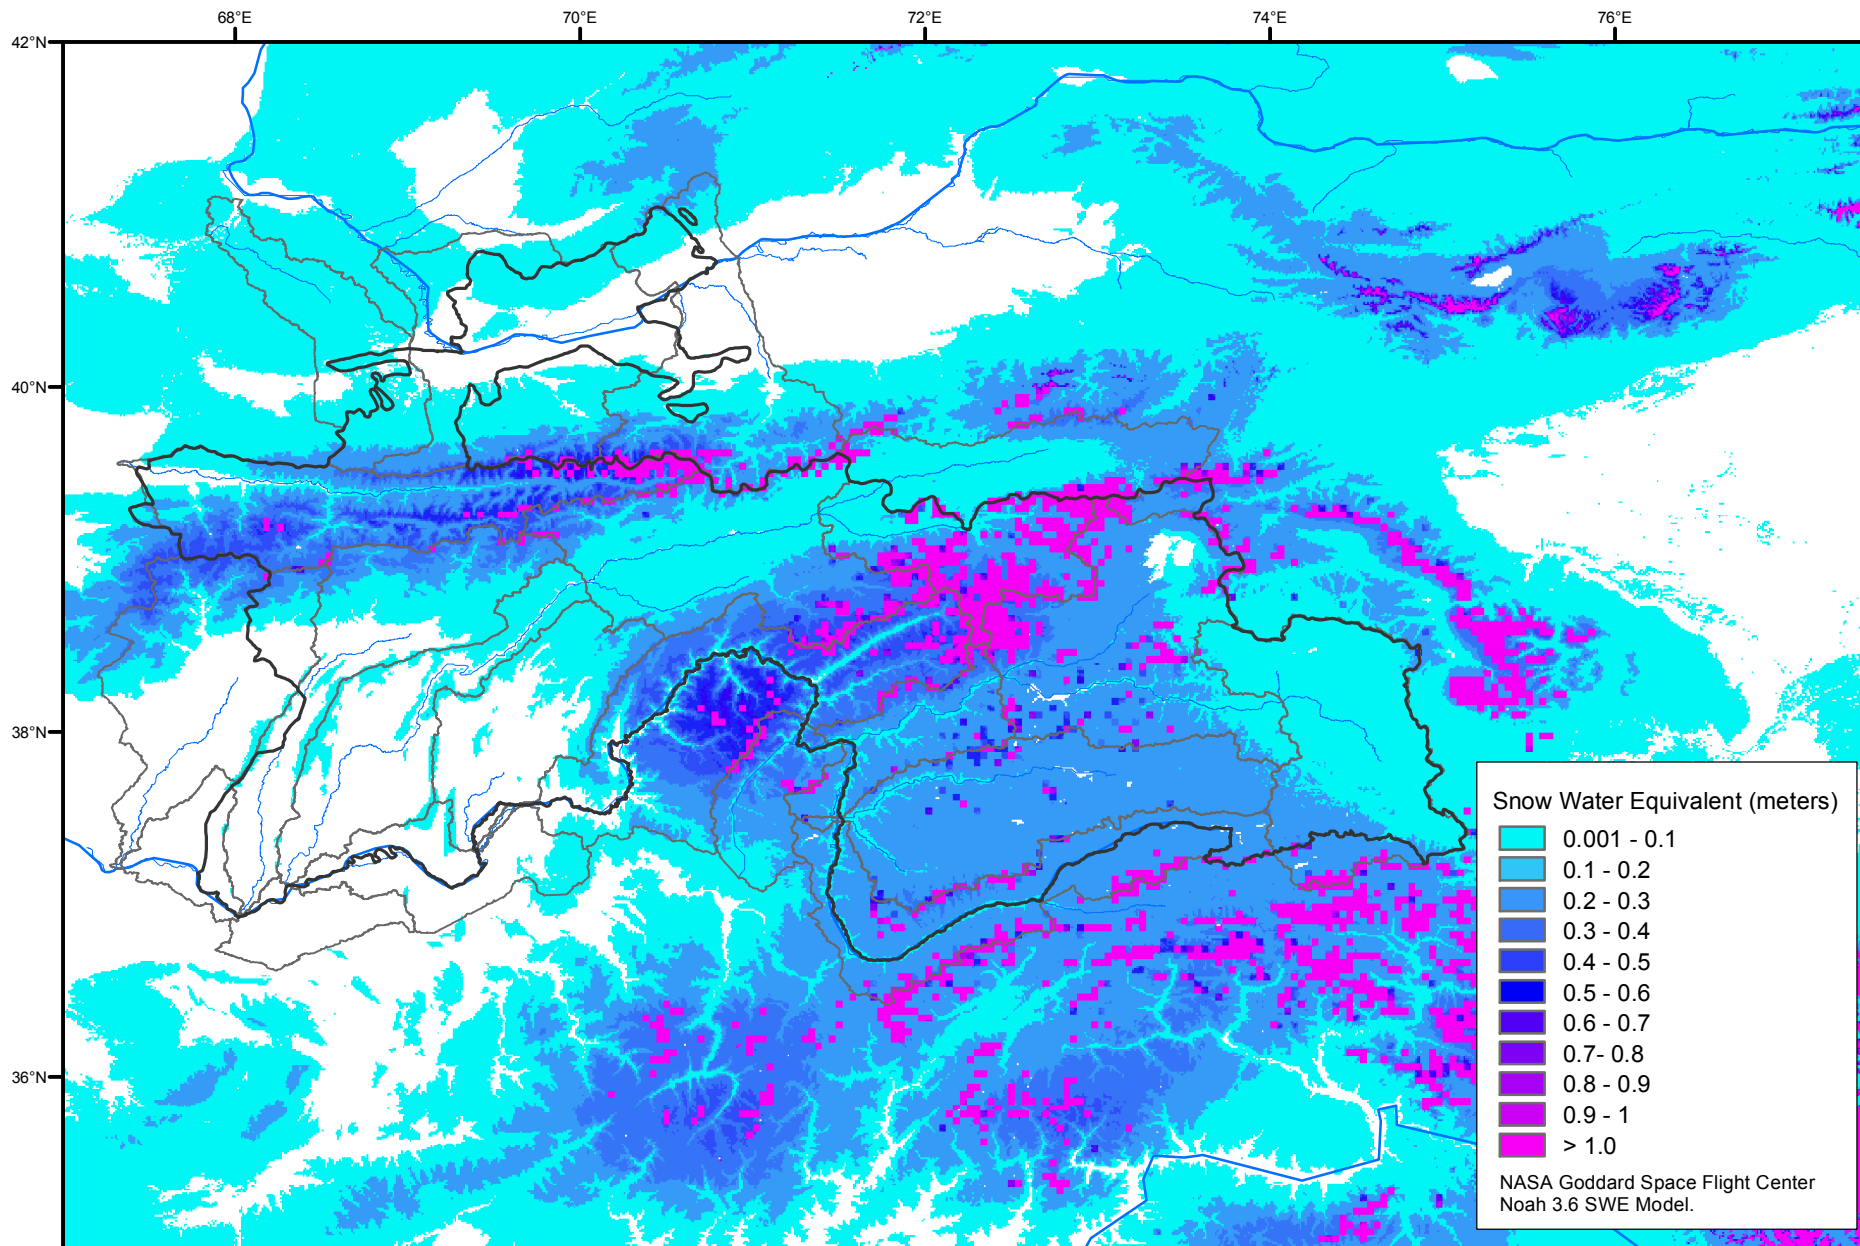 68°E 70°E 72°E 74°E 76°E
42°N
40°N
38°N
36°N
Snow Water Equivalent (meters)
0.001 - 0.1
0.1 - 0.2
0.2 - 0.3
0.3 - 0.4
0.4 - 0.5
0.5 - 0.6
0.6 - 0.7
0.7- 0.8
0.8 - 0.9
0.9 - 1
> 1.0
NASA Goddard Space Flight Center
Noah 3.6 SWE Model.